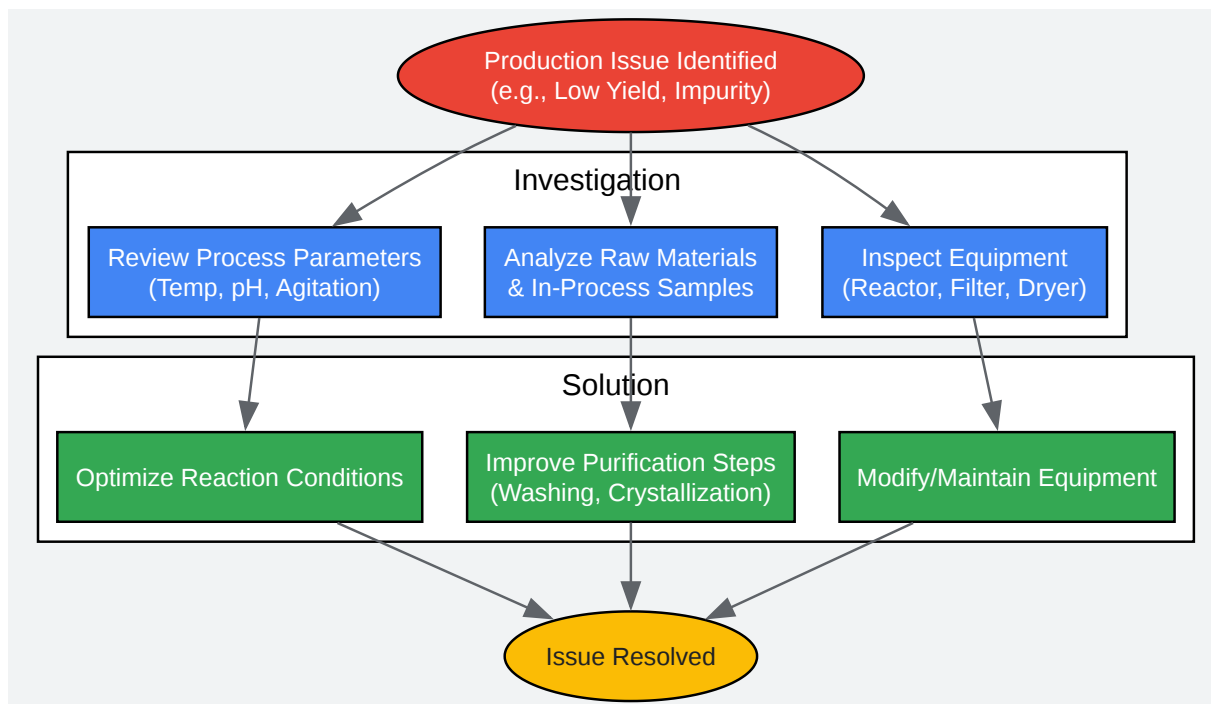 Production Issue Identified
(e.g., Low Yield, Impurity)
Investigation
Review Process Parameters
(Temp, pH, Agitation)
Analyze Raw Materials
& In-Process Samples
Inspect Equipment
(Reactor, Filter, Dryer)
Solution
Optimize Reaction Conditions
Improve Purification Steps
(Washing, Crystallization)
Modify/Maintain Equipment
Issue Resolved